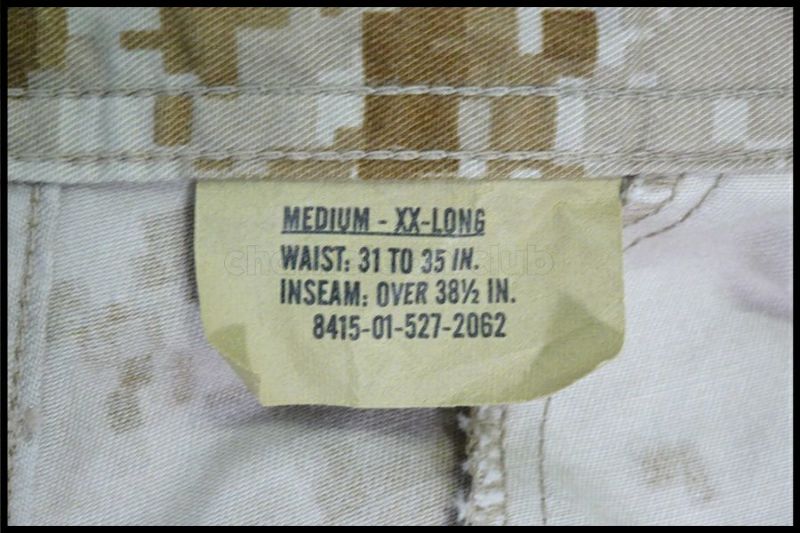 MEDIUM - XX-LONG
WAIST: 31 TO 35 IN.
INSEAM: OVER 38½ IN.
8415-01-527-2062